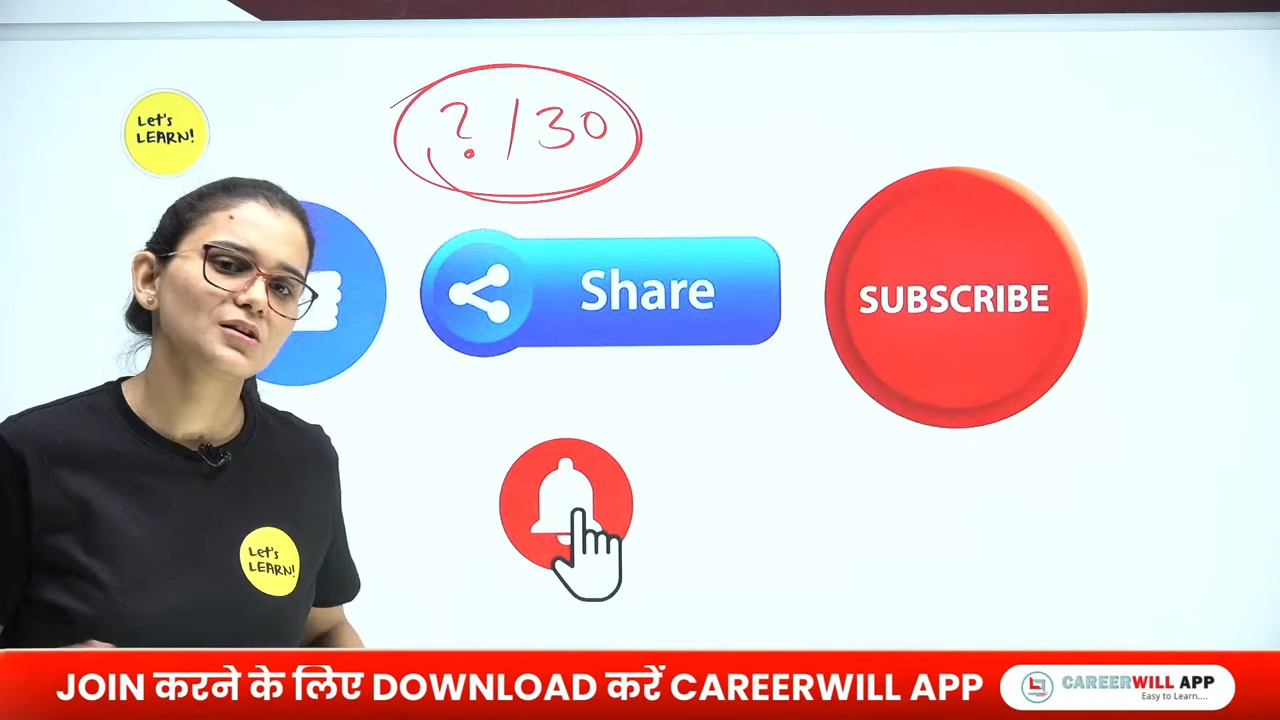 Let's
LEARN!
? / 30
Share
SUBSCRIBE
Let's
LEARN!
JOIN करने के लिए DOWNLOAD करें CAREERWILL APP
CAREERWILL APP
Easy to Learn....